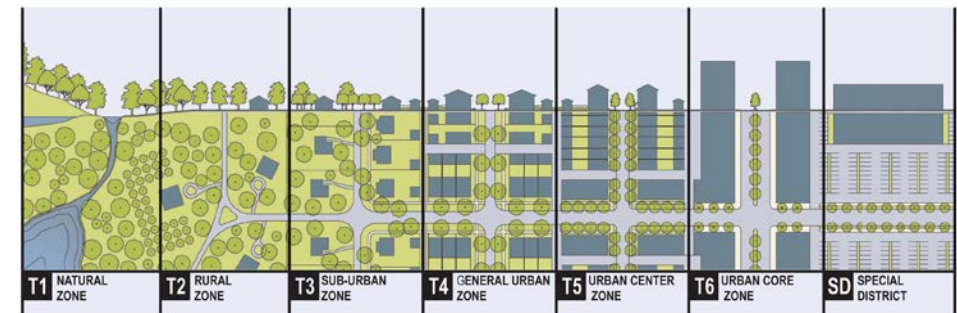 T1 NATURAL
ZONE
T2 RURAL
ZONE
T3 SUB-URBAN
ZONE
T4 GENERAL URBAN
ZONE
T5 URBAN CENTER
ZONE
T6 URBAN CORE
ZONE
SD SPECIAL
DISTRICT